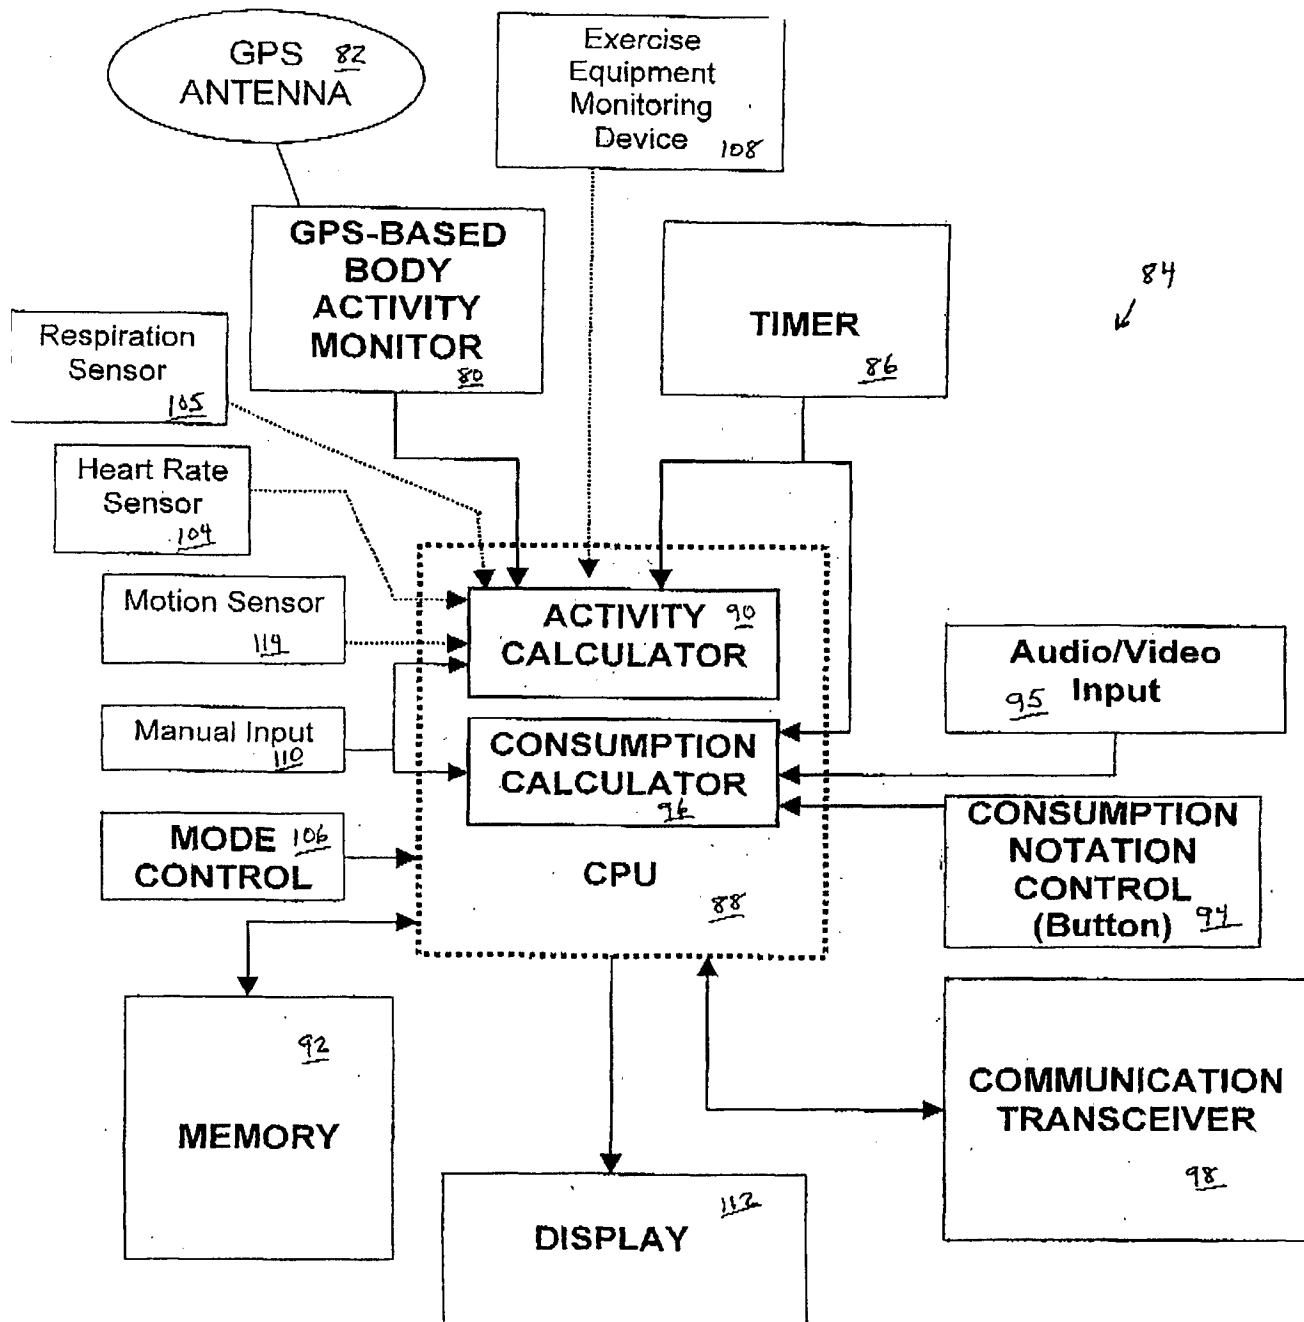 GPS 82
ANTENNA
Exercise
Equipment
Monitoring
Device 108
GPS-BASED
BODY
ACTIVITY
MONITOR
80
TIMER
86
84
Respiration
Sensor
105
Heart Rate
Sensor
104
Motion Sensor
114
Manual Input
110
MODE 106
CONTROL
ACTIVITY 90
CALCULATOR
CONSUMPTION
CALCULATOR
96
CPU
88
Audio/Video
Input
95
CONSUMPTION
NOTATION
CONTROL
(Button) 94
92
MEMORY
112
DISPLAY
COMMUNICATION
TRANSCEIVER
98